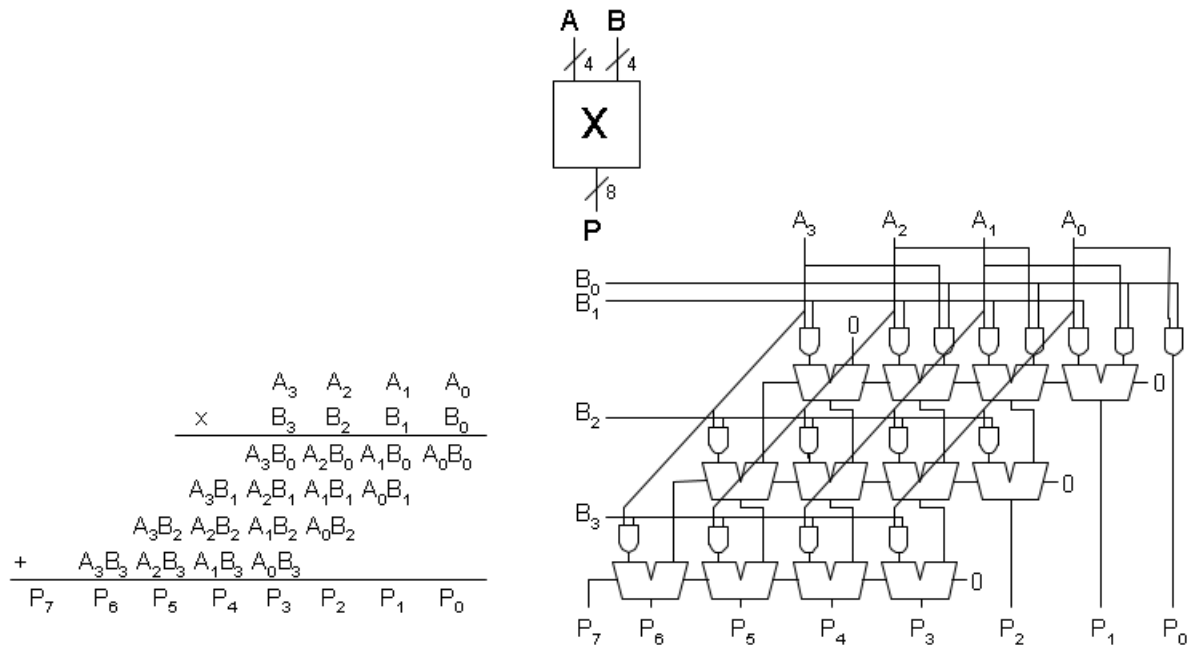 A B
4 4
X
8
P
A₃ A₂ A₁ A₀
B₀
B₁
0
0
B₂
0
B₃
0
P₇ P₆ P₅ P₄ P₃ P₂ P₁ P₀
A₃ A₂ A₁ A₀
× B₃ B₂ B₁ B₀
A₃B₀ A₂B₀ A₁B₀ A₀B₀
A₃B₁ A₂B₁ A₁B₁ A₀B₁
A₃B₂ A₂B₂ A₁B₂ A₀B₂
+ A₃B₃ A₂B₃ A₁B₃ A₀B₃
P₇ P₆ P₅ P₄ P₃ P₂ P₁ P₀